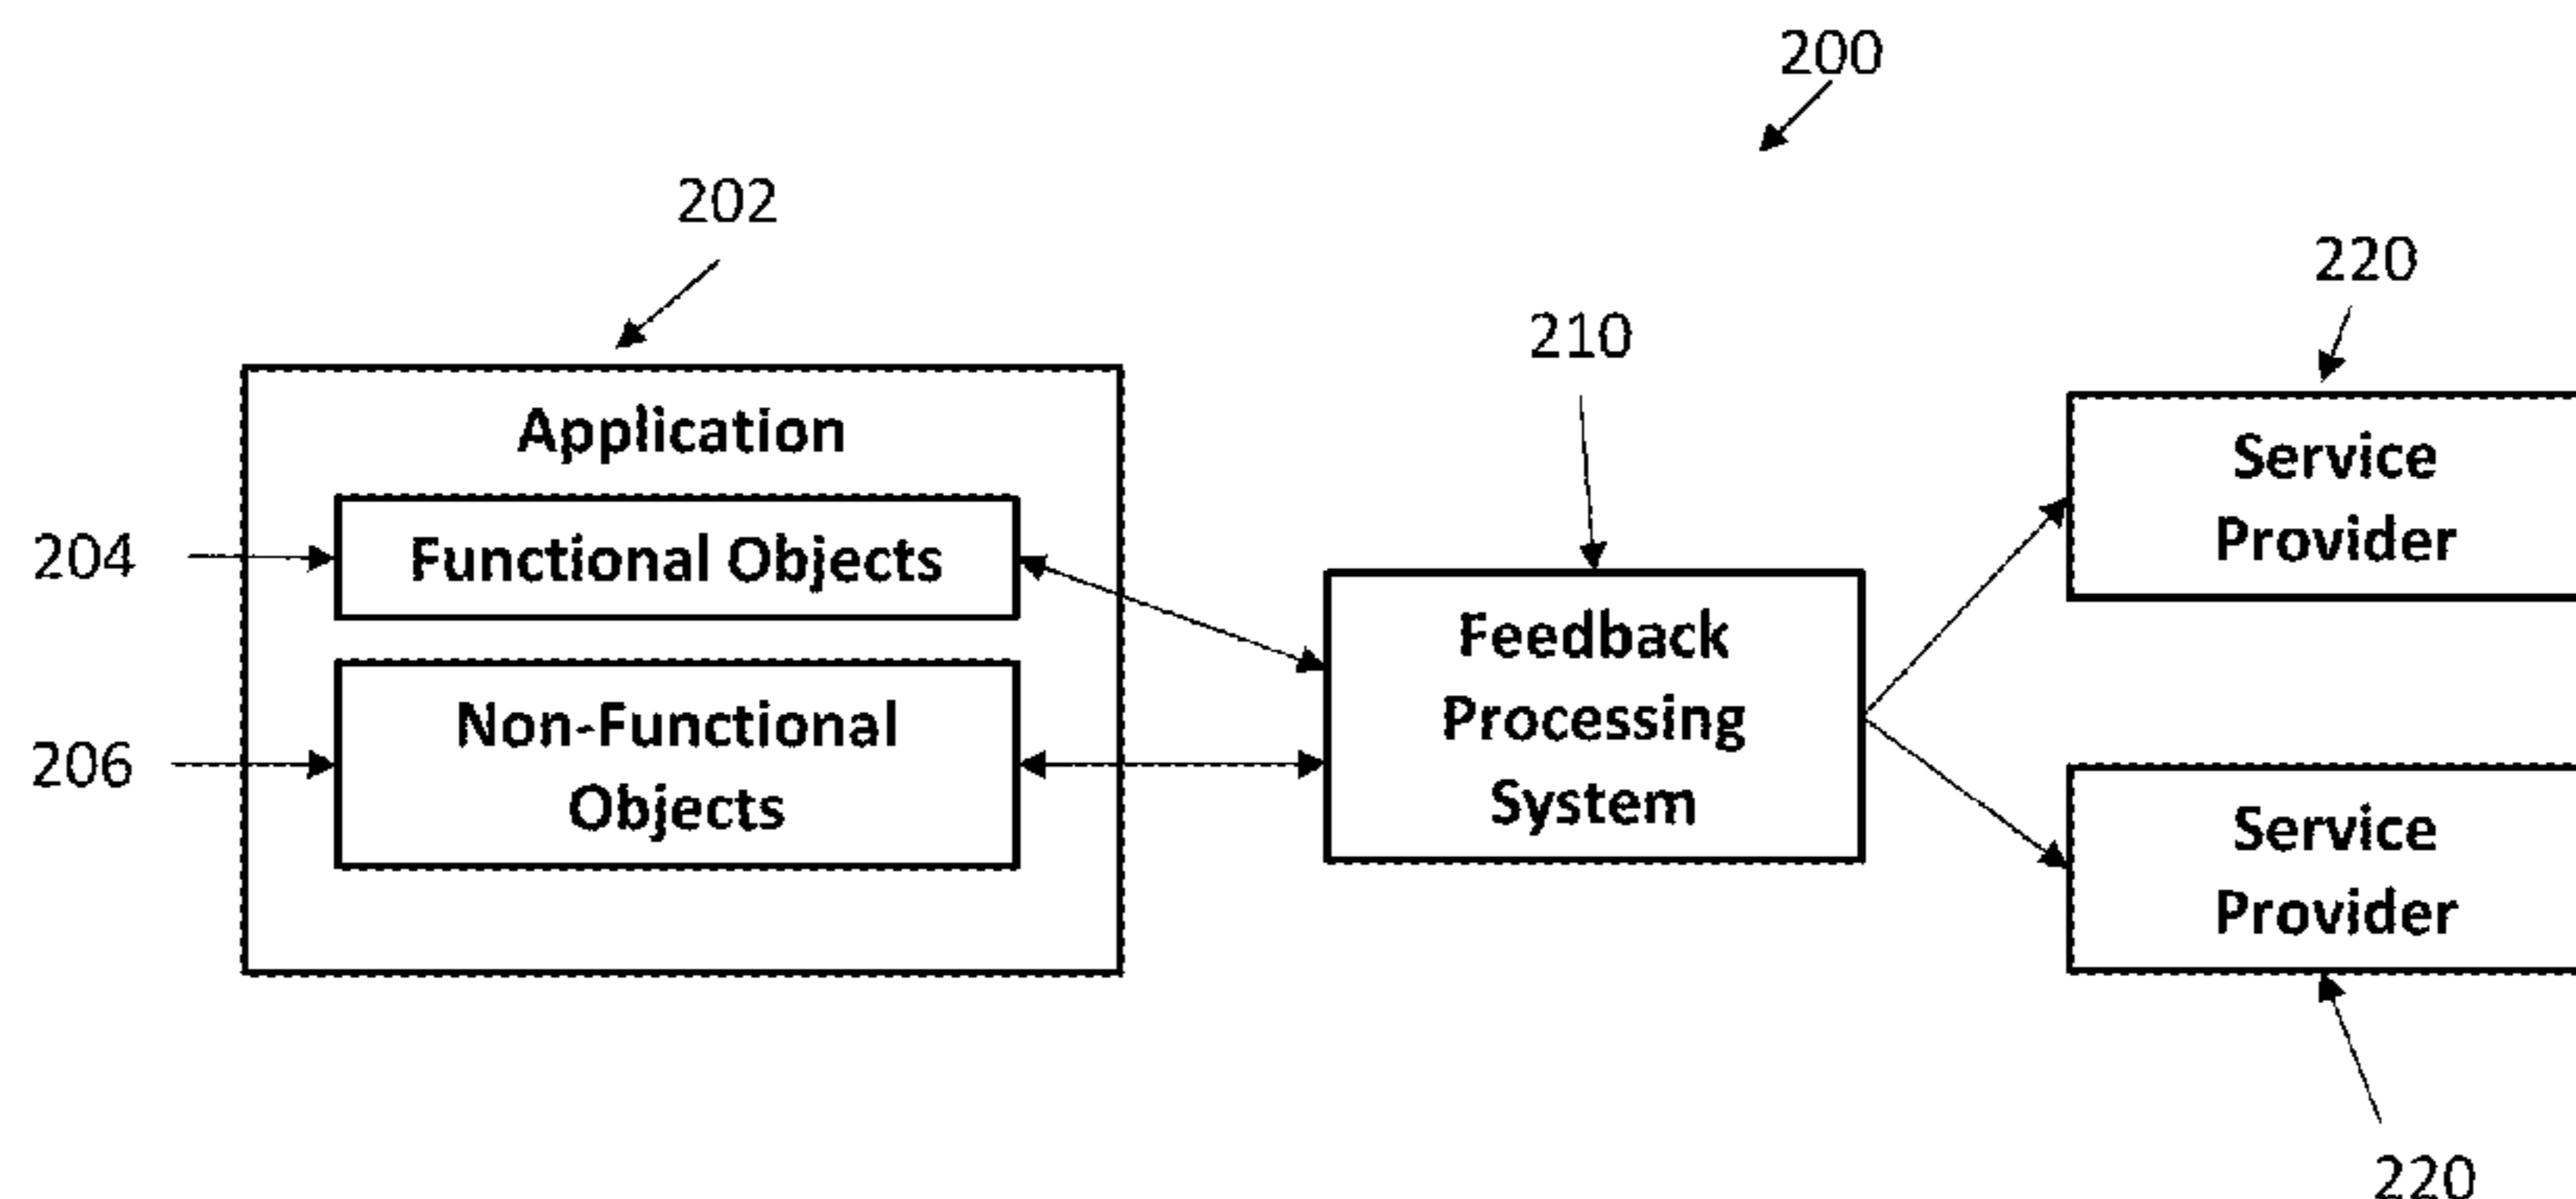 200
202
220
210
Application
Service
Provider
204
Functional Objects
Feedback
Processing
System
206
Non-Functional
Objects
Service
Provider
220